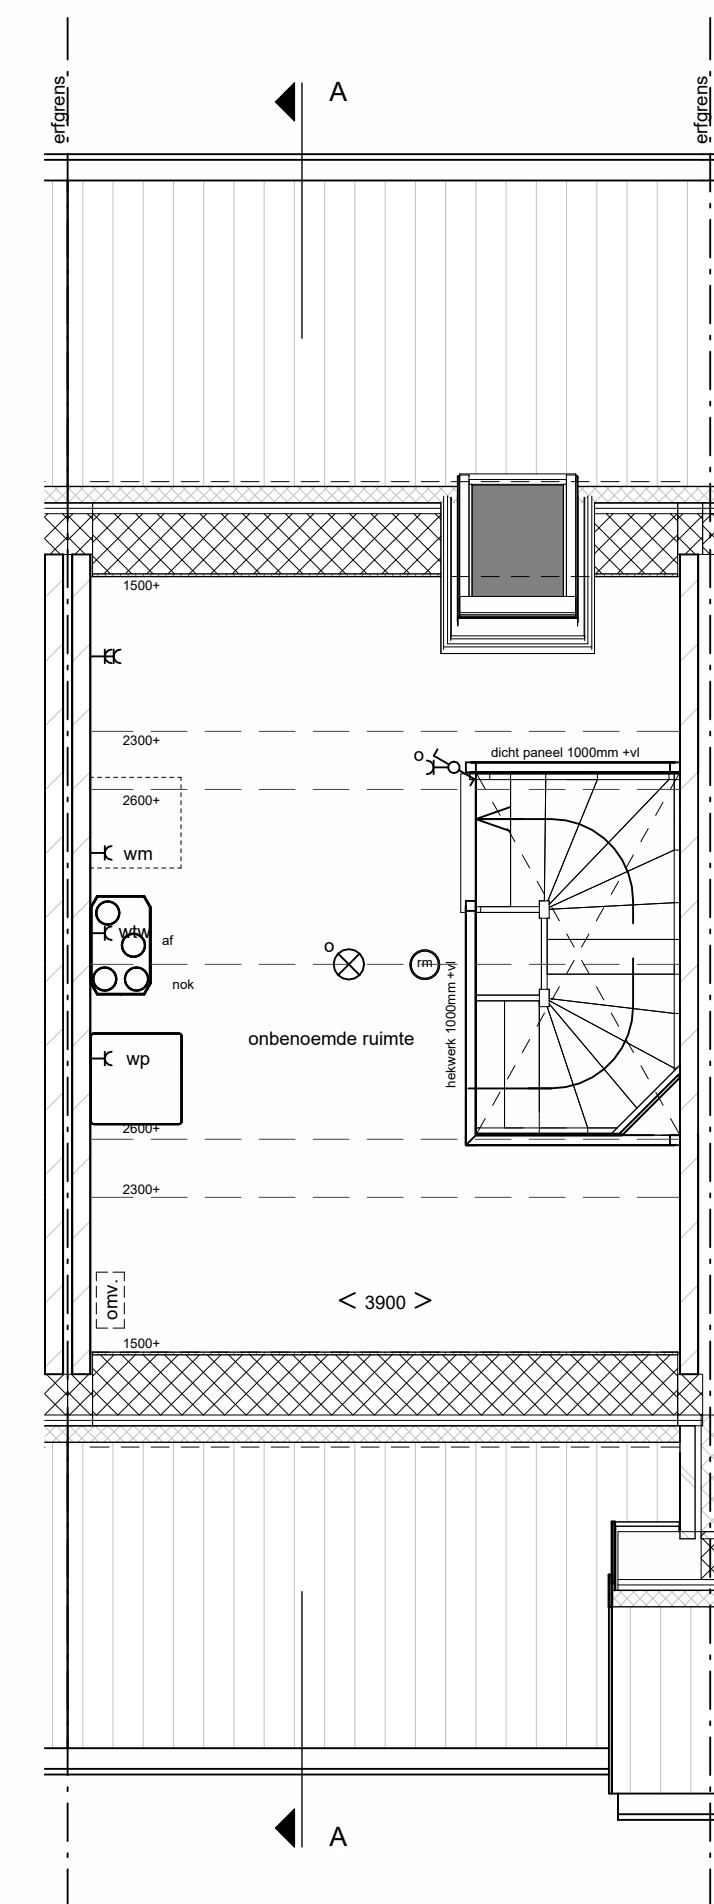 erfgrens
erfgrens
A
1500+
2300+
o
dicht paneel 1000mm +vl
2600+
wm
wtw
af
o
rm
nok
hekwerk 1000mm +vl
onbenoemde ruimte
wp
2600+
2300+
omv.
< 3900 >
1500+
A